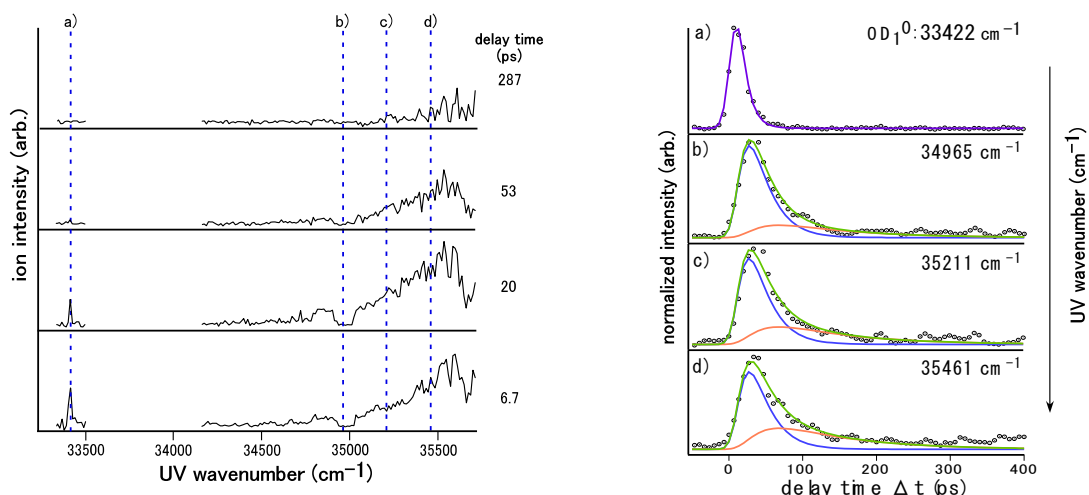 a)
b)
c)
d)
delay time
(ps)
287
53
20
6.7
ion intensity (arb.)
33500
34000
34500
35000
35500
UV wavenumber (cm⁻¹)
a)
OD₁⁰:33422 cm⁻¹
b)
34965 cm⁻¹
c)
35211 cm⁻¹
d)
35461 cm⁻¹
normalized intensity (arb.)
0
100
200
300
400
delay time Δt (ps)
UV wavenumber (cm⁻¹)